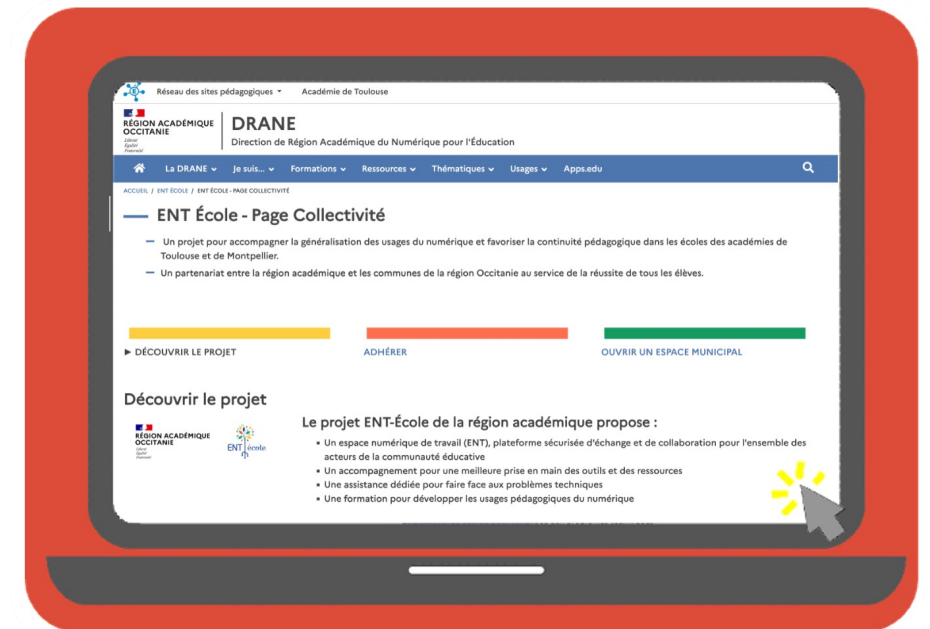 Réseau des sites pédagogiques
Académie de Toulouse
RÉGION ACADÉMIQUE
OCCITANIE
Liberté
Égalité
Fraternité
DRANE
Direction de Région Académique du Numérique pour l'Éducation
La DRANE
Je suis...
Formations
Ressources
Thématiques
Usages
Apps.edu
ACCUEIL / ENT ÉCOLE / ENT ÉCOLE - PAGE COLLECTIVITÉ
ENT École - Page Collectivité
Un projet pour accompagner la généralisation des usages du numérique et favoriser la continuité pédagogique dans les écoles des académies de
Toulouse et de Montpellier.
Un partenariat entre la région académique et les communes de la région Occitanie au service de la réussite de tous les élèves.
DÉCOUVRIR LE PROJET
ADHÉRER
OUVRIR UN ESPACE MUNICIPAL
Découvrir le projet
RÉGION ACADÉMIQUE
OCCITANIE
Liberté
Égalité
Fraternité
ENT école
Le projet ENT-École de la région académique propose :
Un espace numérique de travail (ENT), plateforme sécurisée d'échange et de collaboration pour l'ensemble des
acteurs de la communauté éducative
Un accompagnement pour une meilleure prise en main des outils et des ressources
Une assistance dédiée pour faire face aux problèmes techniques
Une formation pour développer les usages pédagogiques du numérique